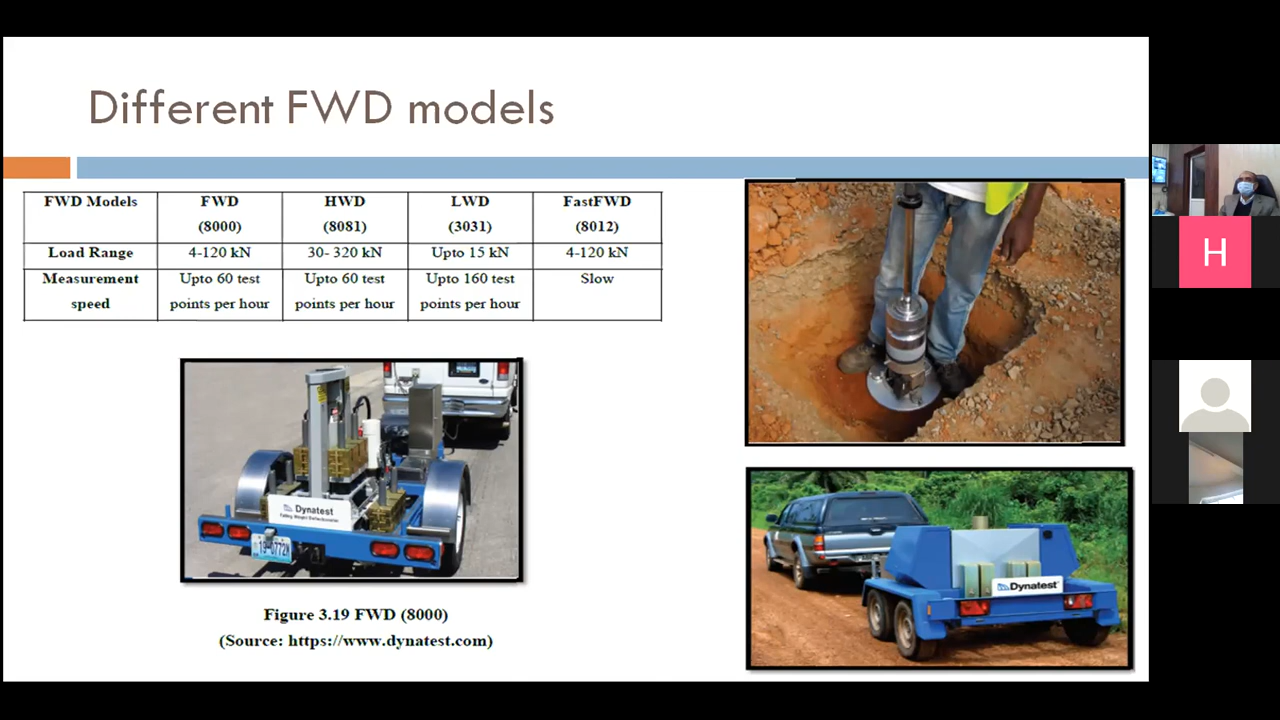 Different FWD models
FWD Models FWD HWD LWD FastFWD
(8000) (8081) (3031) (8012)
Load Range 4-120 kN 30- 320 kN Upto 15 kN 4-120 kN
Measurement Upto 60 test Upto 60 test Upto 160 test Slow
speed points per hour points per hour points per hour
Dynatest
Falling Weight Deflectometer
Figure 3.19 FWD (8000)
(Source: https://www.dynatest.com)
Dynatest
H